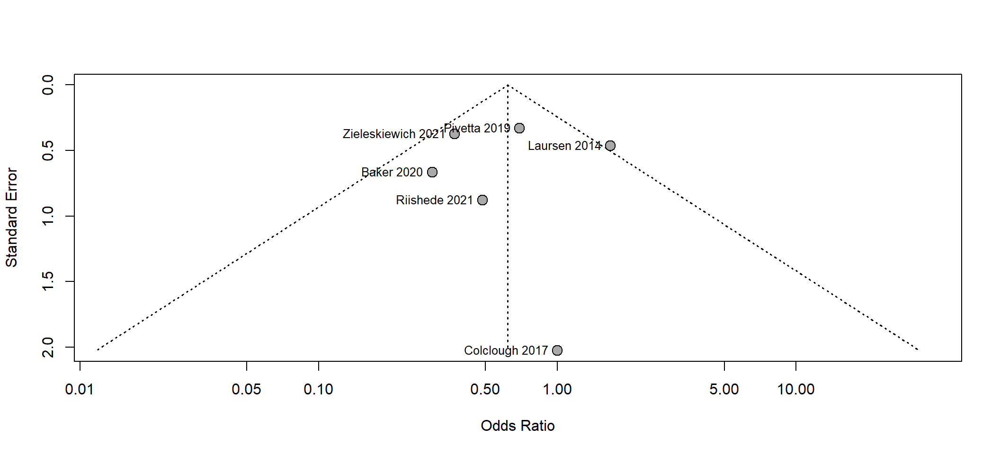 0.0
0.5
1.0
1.5
2.0
Standard Error
Pivetta 2019
Zieleskiewich 2021
Laursen 2014
Baker 2020
Riishede 2021
Colclough 2017
0.01
0.05
0.10
0.50
1.00
5.00
10.00
Odds Ratio